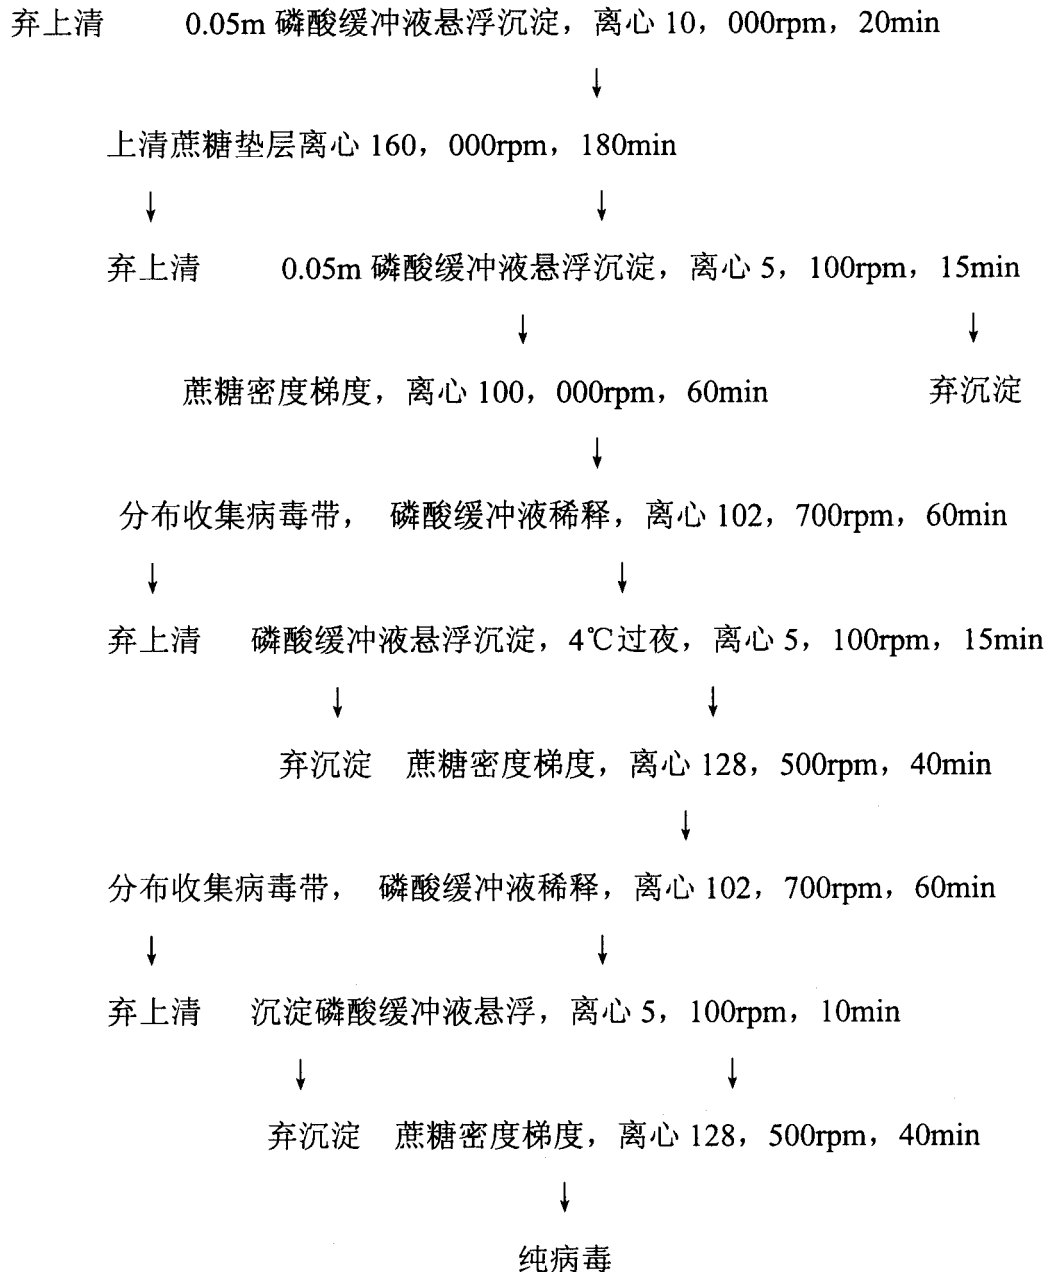 弃上清 0.05m 磷酸缓冲液悬浮沉淀，离心 10，000rpm，20min
↓
上清蔗糖垫层离心 160，000rpm，180min
↓ ↓
弃上清 0.05m 磷酸缓冲液悬浮沉淀，离心 5，100rpm，15min
↓ ↓
蔗糖密度梯度，离心 100，000rpm，60min 弃沉淀
↓
分布收集病毒带， 磷酸缓冲液稀释，离心 102，700rpm，60min
↓ ↓
弃上清 磷酸缓冲液悬浮沉淀，4℃过夜，离心 5，100rpm，15min
↓ ↓
弃沉淀 蔗糖密度梯度，离心 128，500rpm，40min
↓
分布收集病毒带， 磷酸缓冲液稀释，离心 102，700rpm，60min
↓ ↓
弃上清 沉淀磷酸缓冲液悬浮，离心 5，100rpm，10min
↓ ↓
弃沉淀 蔗糖密度梯度，离心 128，500rpm，40min
↓
纯病毒